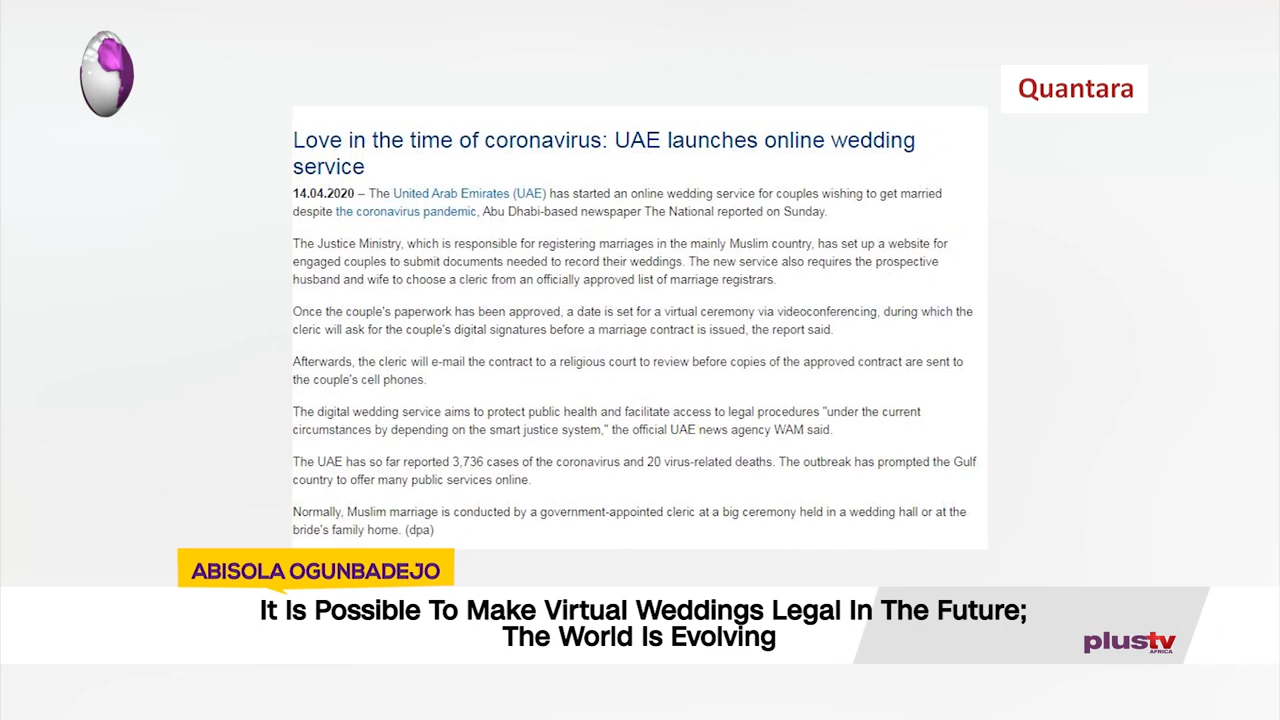 Quantara
Love in the time of coronavirus: UAE launches online wedding
service
14.04.2020 – The United Arab Emirates (UAE) has started an online wedding service for couples wishing to get married
despite the coronavirus pandemic, Abu Dhabi-based newspaper The National reported on Sunday.
The Justice Ministry, which is responsible for registering marriages in the mainly Muslim country, has set up a website for
engaged couples to submit documents needed to record their weddings. The new service also requires the prospective
husband and wife to choose a cleric from an officially approved list of marriage registrars.
Once the couple's paperwork has been approved, a date is set for a virtual ceremony via videoconferencing, during which the
cleric will ask for the couple's digital signatures before a marriage contract is issued, the report said.
Afterwards, the cleric will e-mail the contract to a religious court to review before copies of the approved contract are sent to
the couple's cell phones.
The digital wedding service aims to protect public health and facilitate access to legal procedures "under the current
circumstances by depending on the smart justice system," the official UAE news agency WAM said.
The UAE has so far reported 3,736 cases of the coronavirus and 20 virus-related deaths. The outbreak has prompted the Gulf
country to offer many public services online.
Normally, Muslim marriage is conducted by a government-appointed cleric at a big ceremony held in a wedding hall or at the
bride's family home. (dpa)
ABISOLA OGUNBADEJO
It Is Possible To Make Virtual Weddings Legal In The Future;
The World Is Evolving
plustv
AFRICA